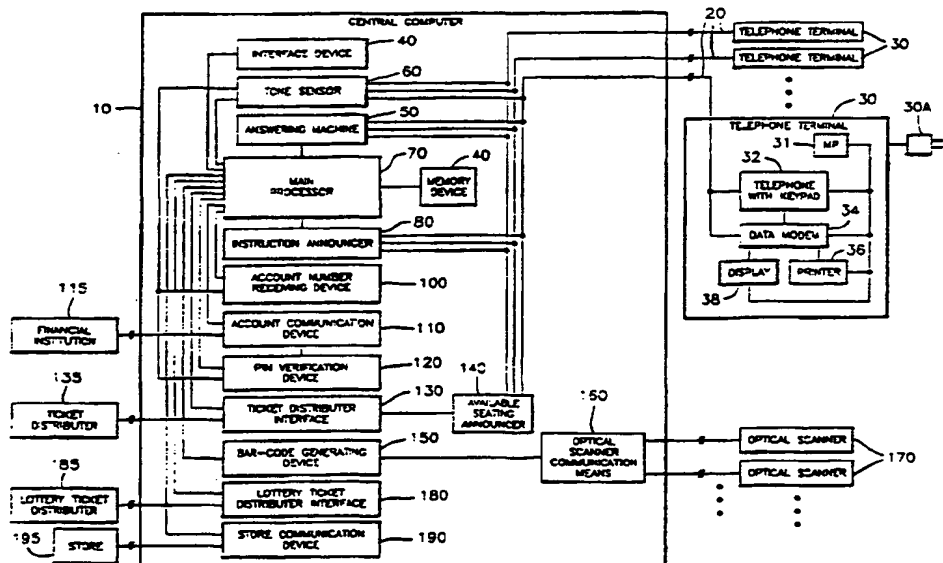 CENTRAL COMPUTER
10
INTERFACE DEVICE
40
TONE SENSOR
60
ANSWERING MACHINE
50
MAIN
PROCESSOR
70
MEMORY
DEVICE
40
INSTRUCTION ANNOUNCER
80
ACCOUNT NUMBER
RECEIVING DEVICE
100
ACCOUNT COMMUNICATION
DEVICE
110
PIN VERIFICATION
DEVICE
120
TICKET DISTRIBUTER
INTERFACE
130
AVAILABLE
SEATING
ANNOUNCER
140
BAR-CODE GENERATING
DEVICE
150
LOTTERY TICKET
DISTRIBUTER INTERFACE
180
STORE COMMUNICATION
DEVICE
190
115
FINANCIAL
INSTITUTION
135
TICKET
DISTRIBUTER
185
LOTTERY TICKET
DISTRIBUTER
195
STORE
20
TELEPHONE TERMINAL
TELEPHONE TERMINAL
30
30
30A
TELEPHONE TERMINAL
31
MP
32
TELEPHONE
WITH KEYPAD
34
DATA MODEM
36
DISPLAY
PRINTER
38
160
OPTICAL
SCANNER
COMMUNICATION
MEANS
OPTICAL SCANNER
OPTICAL SCANNER
170